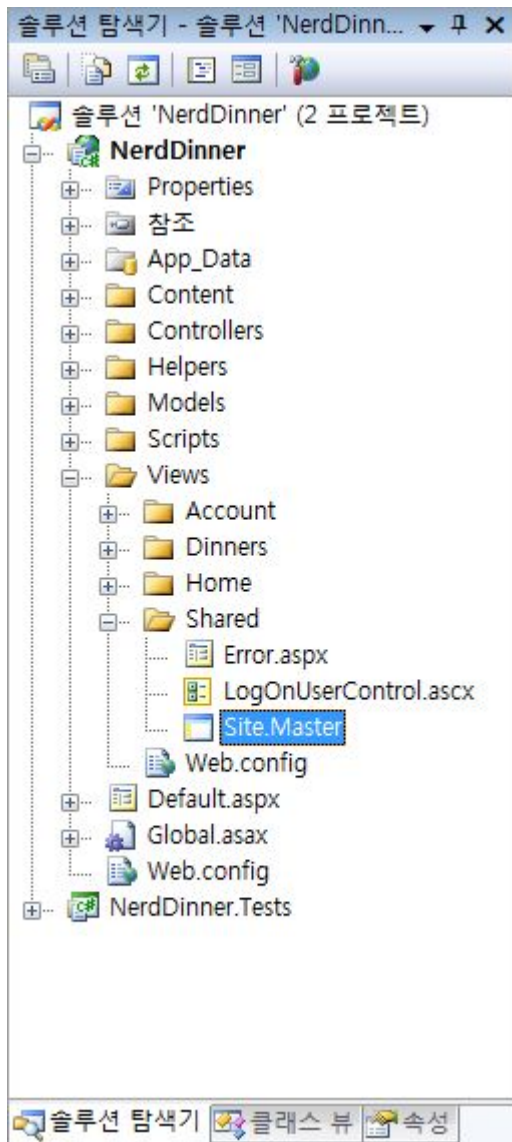 솔루션 탐색기 - 솔루션 'NerdDinn...
솔루션 'NerdDinner' (2 프로젝트)
NerdDinner
Properties
참조
App_Data
Content
Controllers
Helpers
Models
Scripts
Views
Account
Dinners
Home
Shared
Error.aspx
LogOnUserControl.ascx
Site.Master
Web.config
Default.aspx
Global.asax
Web.config
NerdDinner.Tests
솔루션 탐색기 클래스 뷰 속성